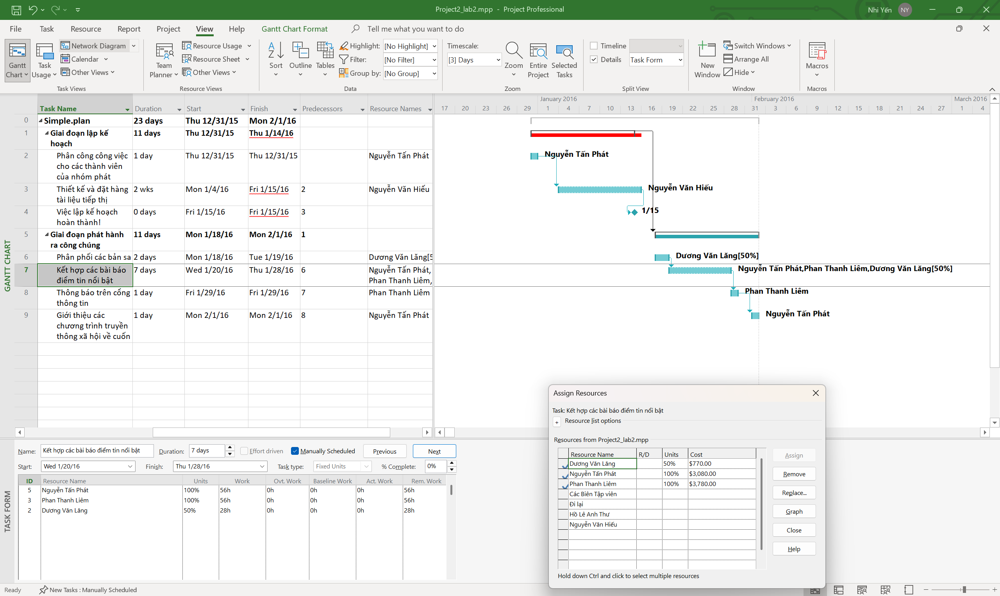 Project2_lab2.mpp - Project Professional
Nhi Yến NY
File Task Resource Report Project View Help Gantt Chart Format Tell me what you want to do
Gantt Chart
Task Usage
Network Diagram
Calendar
Other Views
Task Views
Team Planner
Resource Usage
Resource Sheet
Other Views
Resource Views
Sort
Outline
Tables
Highlight: [No Highlight]
Filter: [No Filter]
Group by: [No Group]
Data
Timescale:
[3] Days
Zoom
Entire Project
Selected Tasks
Zoom
Timeline
Details Task Form
Split View
New Window
Switch Windows
Arrange All
Hide
Window
Macros
Macros
GANTT CHART
Task Name Duration Start Finish Predecessors Resource Names
January 2016 February 2016 March 2016
17 20 23 26 29 1 4 7 10 13 16 19 22 25 28 31 3 6 9 12 15 18 21 24 27 1 4
0 Simple.plan 23 days Thu 12/31/15 Mon 2/1/16
1 Giai đoạn lập kế 11 days Thu 12/31/15 Thu 1/14/16
hoạch
2 Phân công công việc 1 day Thu 12/31/15 Thu 12/31/15 Nguyễn Tấn Phát
cho các thành viên
của nhóm phát
3 Thiết kế và đặt hàng 2 wks Mon 1/4/16 Fri 1/15/16 2 Nguyễn Văn Hiếu
tài liệu tiếp thị
4 Việc lập kế hoạch 0 days Fri 1/15/16 Fri 1/15/16 3
hoàn thành!
5 Giai đoạn phát hành 11 days Mon 1/18/16 Mon 2/1/16 1
ra công chúng
6 Phân phối các bản sa 2 days Mon 1/18/16 Tue 1/19/16 Dương Văn Lăng[5
7 Kết hợp các bài báo 7 days Wed 1/20/16 Thu 1/28/16 6 Nguyễn Tấn Phát,
điểm tin nổi bật Phan Thanh Liêm,
8 Thông báo trên cổng 1 day Fri 1/29/16 Fri 1/29/16 7 Phan Thanh Liêm
thông tin
9 Giới thiệu các 1 day Mon 2/1/16 Mon 2/1/16 8 Nguyễn Tấn Phát
chương trình truyền
thông xã hội về cuốn
Nguyễn Tấn Phát
Nguyễn Văn Hiếu
1/15
Dương Văn Lăng[50%]
Nguyễn Tấn Phát,Phan Thanh Liêm,Dương Văn Lăng[50%]
Phan Thanh Liêm
Nguyễn Tấn Phát
TASK FORM
Name: Kết hợp các bài báo điểm tin nổi bật Duration: 7 days Effort driven Manually Scheduled Previous Next
Start: Wed 1/20/16 Finish: Thu 1/28/16 Task type: Fixed Units % Complete: 0%
ID Resource Name Units Work Ovt. Work Baseline Work Act. Work Rem. Work
5 Nguyễn Tấn Phát 100% 56h 0h 0h 0h 56h
3 Phan Thanh Liêm 100% 56h 0h 0h 0h 56h
2 Dương Văn Lăng 50% 28h 0h 0h 0h 28h
Assign Resources
Task: Kết hợp các bài báo điểm tin nổi bật
+ Resource list options
Resources from Project2_lab2.mpp
Resource Name R/D Units Cost
Dương Văn Lăng 50% $770.00
Nguyễn Tấn Phát 100% $3,080.00
Phan Thanh Liêm 100% $3,780.00
Các Biên Tập viên
Đi lại
Hồ Lê Anh Thư
Nguyễn Văn Hiếu
Assign
Remove
Replace...
Graph
Close
Help
Hold down Ctrl and click to select multiple resources
Ready New Tasks : Manually Scheduled